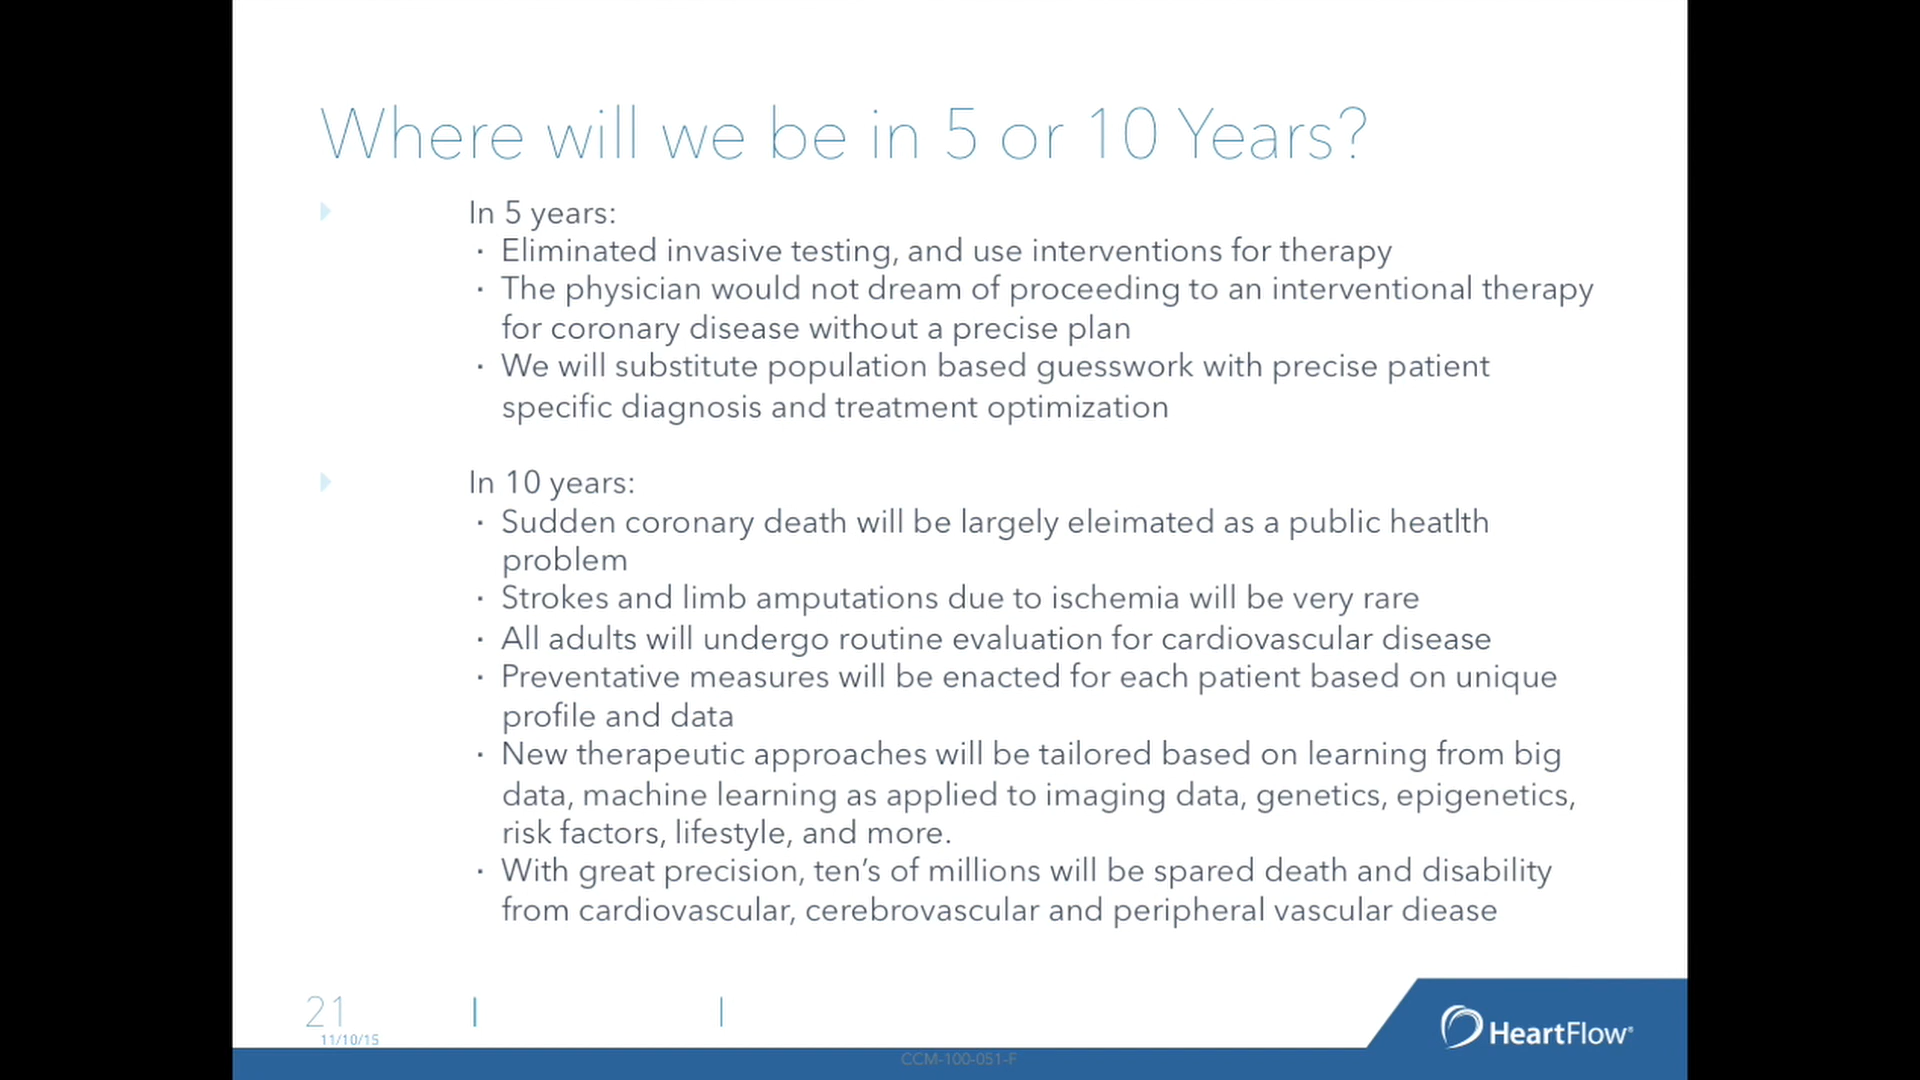 Where will we be in 5 or 10 Years?
In 5 years:
· Eliminated invasive testing, and use interventions for therapy
· The physician would not dream of proceeding to an interventional therapy
for coronary disease without a precise plan
· We will substitute population based guesswork with precise patient
specific diagnosis and treatment optimization
In 10 years:
· Sudden coronary death will be largely eleimated as a public heatlth
problem
· Strokes and limb amputations due to ischemia will be very rare
· All adults will undergo routine evaluation for cardiovascular disease
· Preventative measures will be enacted for each patient based on unique
profile and data
· New therapeutic approaches will be tailored based on learning from big
data, machine learning as applied to imaging data, genetics, epigenetics,
risk factors, lifestyle, and more.
· With great precision, ten’s of millions will be spared death and disability
from cardiovascular, cerebrovascular and peripheral vascular diease
21
11/10/15
HeartFlow®
CCM-100-051-F